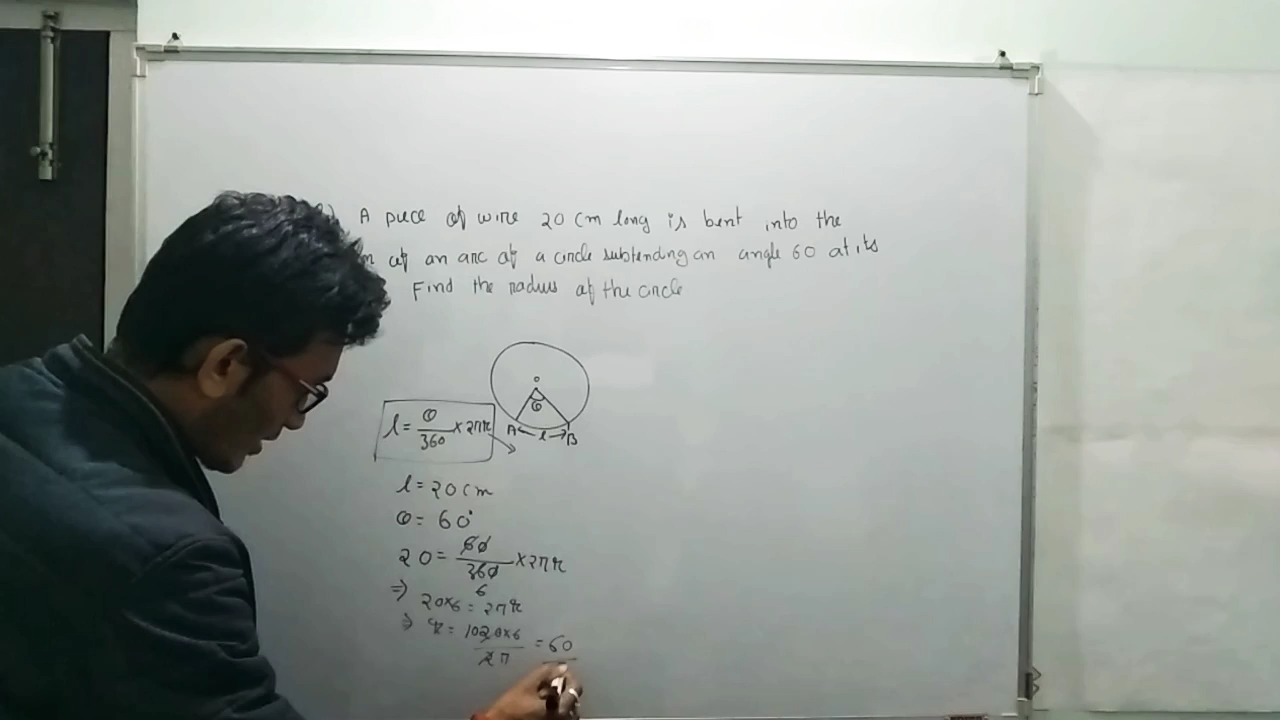 A piece of wire 20 cm long is bent into the
of an arc of a circle subtending an angle 60 at its
Find the radius of the circle
l = θ/360 × 2πr
O
θ
A l B
l = 20 cm
θ = 60°
20 = 60/360 × 2πr
6
⇒ 20×6 = 2πr
⇒ r = 10 20×6/2π = 60